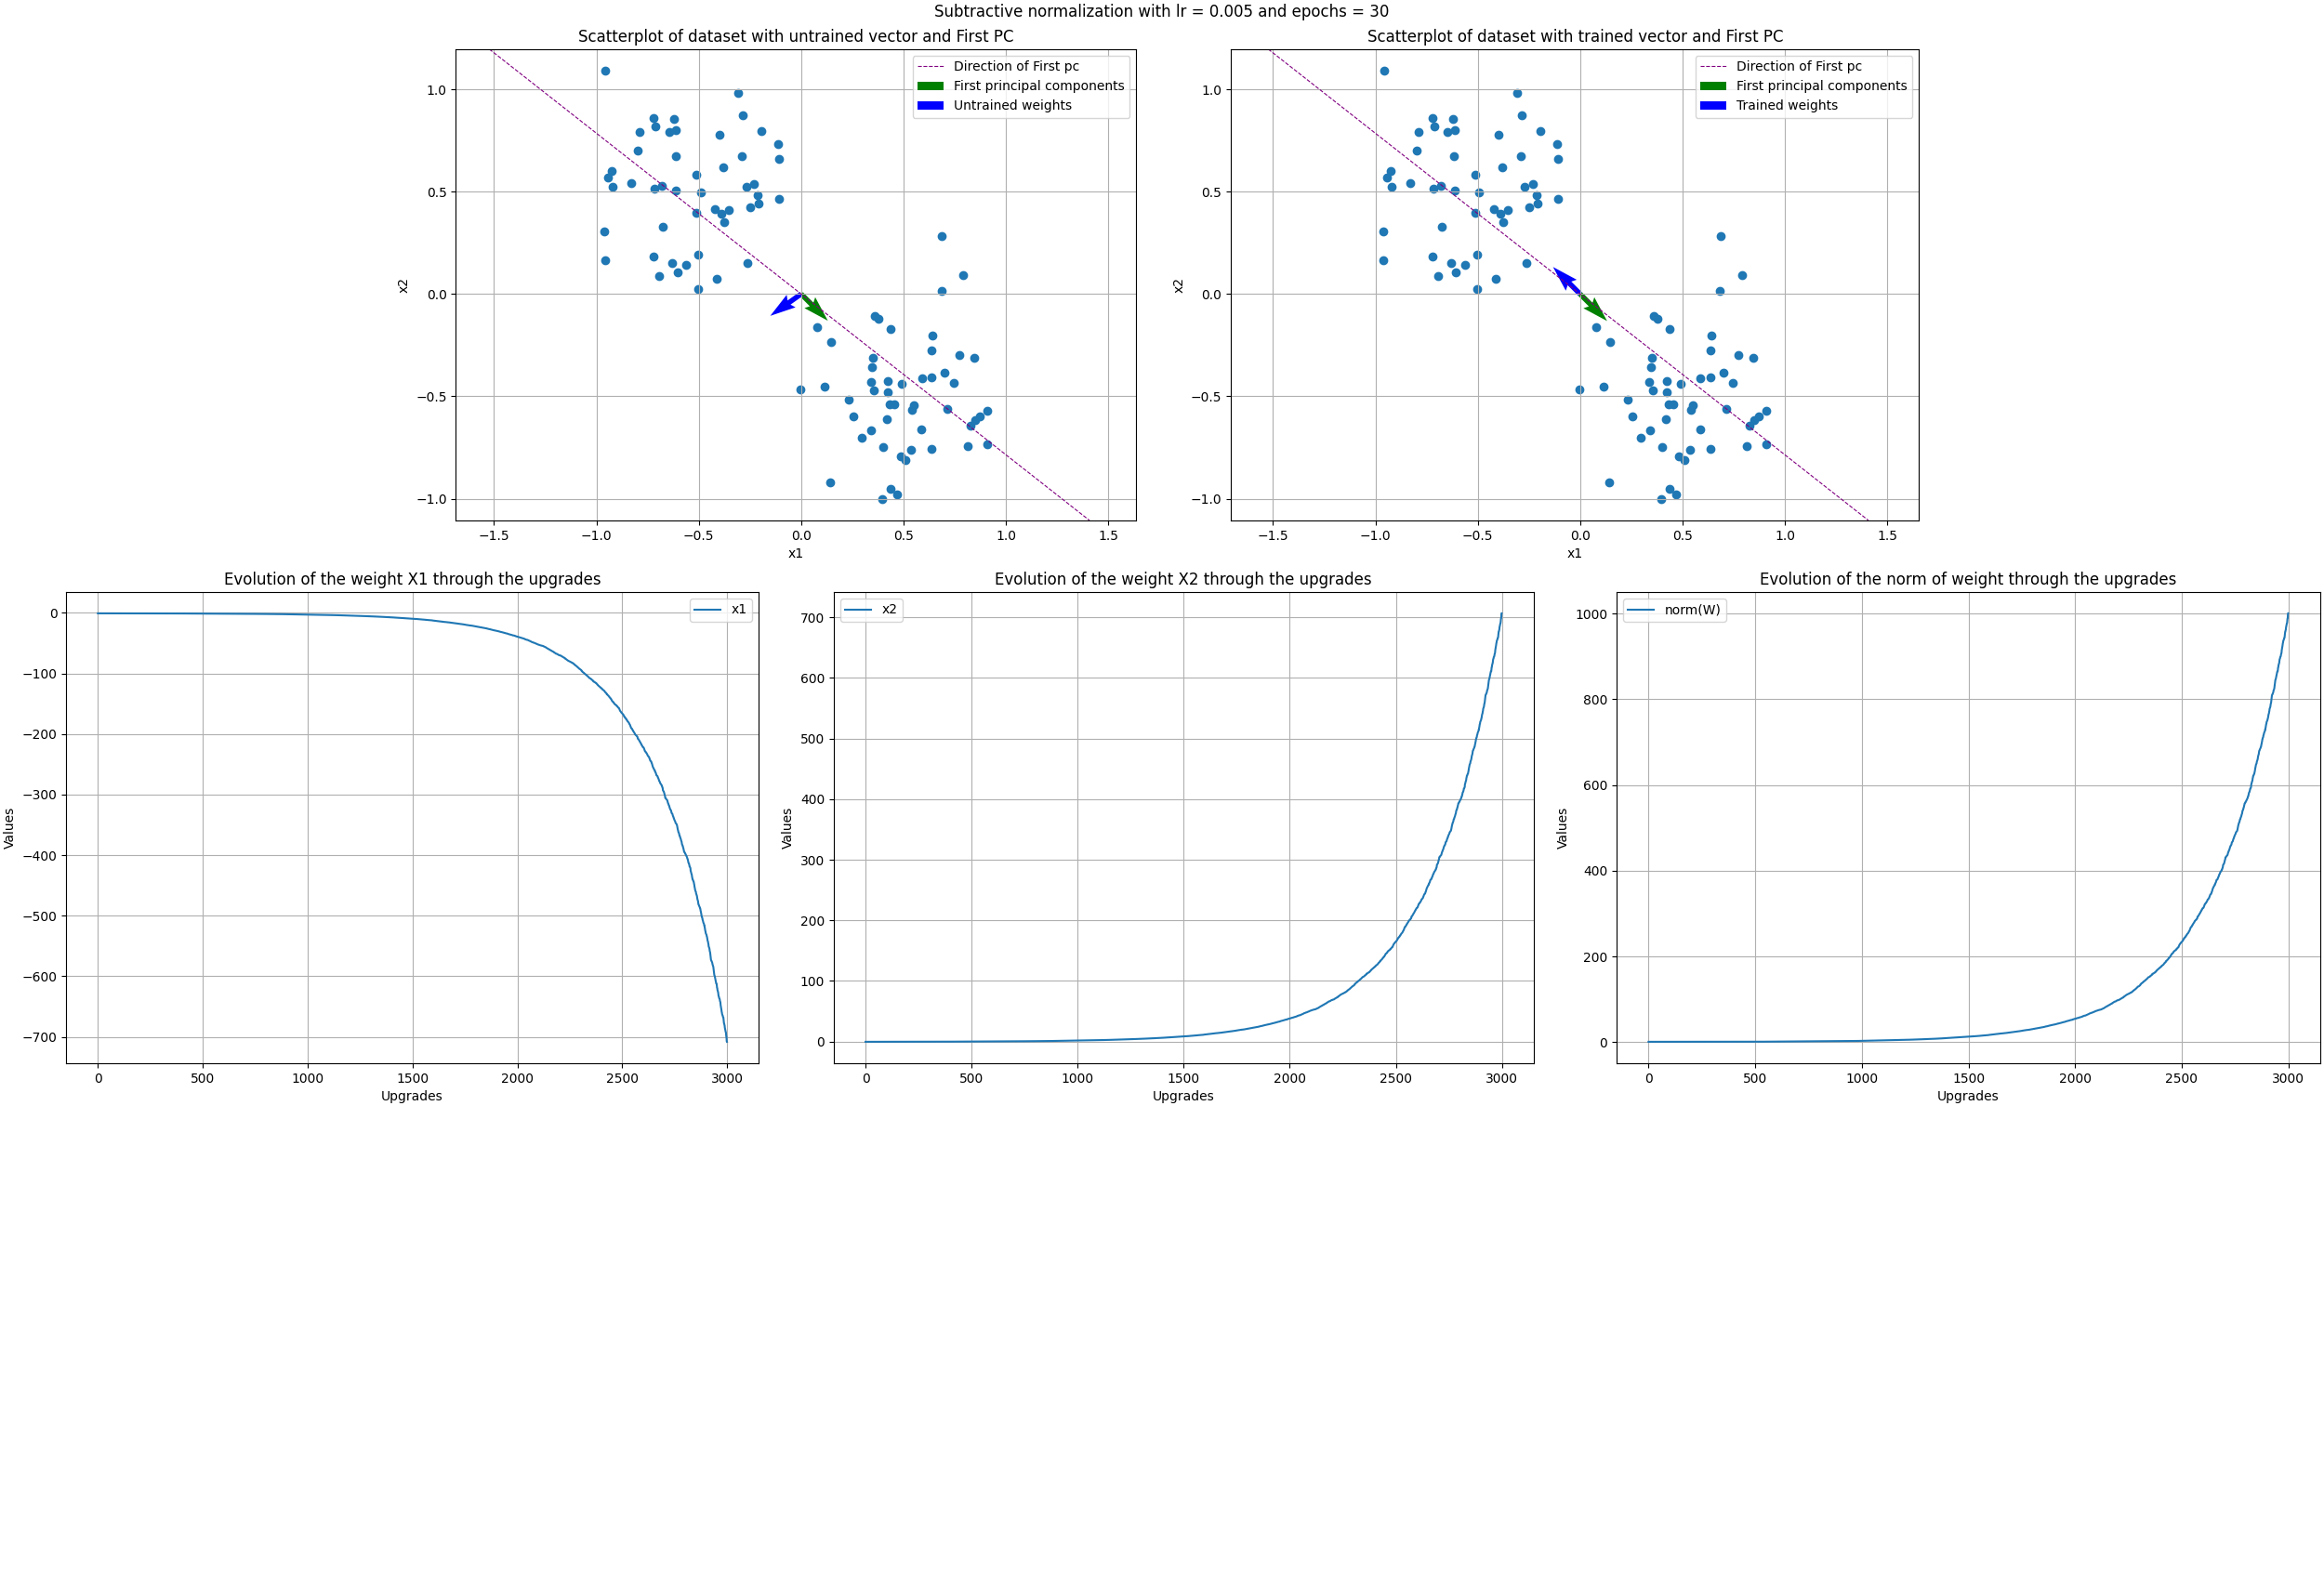 Subtractive normalization with lr = 0.005 and epochs = 30
Scatterplot of dataset with untrained vector and First PC
Direction of First pc
First principal components
Untrained weights
1.0
0.5
0.0
−0.5
−1.0
x2
−1.5 −1.0 −0.5 0.0 0.5 1.0 1.5
x1
Scatterplot of dataset with trained vector and First PC
Direction of First pc
First principal components
Trained weights
1.0
0.5
0.0
−0.5
−1.0
x2
−1.5 −1.0 −0.5 0.0 0.5 1.0 1.5
x1
Evolution of the weight X1 through the upgrades
x1
0
−100
−200
−300
−400
−500
−600
−700
Values
0 500 1000 1500 2000 2500 3000
Upgrades
Evolution of the weight X2 through the upgrades
x2
700
600
500
400
300
200
100
0
Values
0 500 1000 1500 2000 2500 3000
Upgrades
Evolution of the norm of weight through the upgrades
norm(W)
1000
800
600
400
200
0
Values
0 500 1000 1500 2000 2500 3000
Upgrades